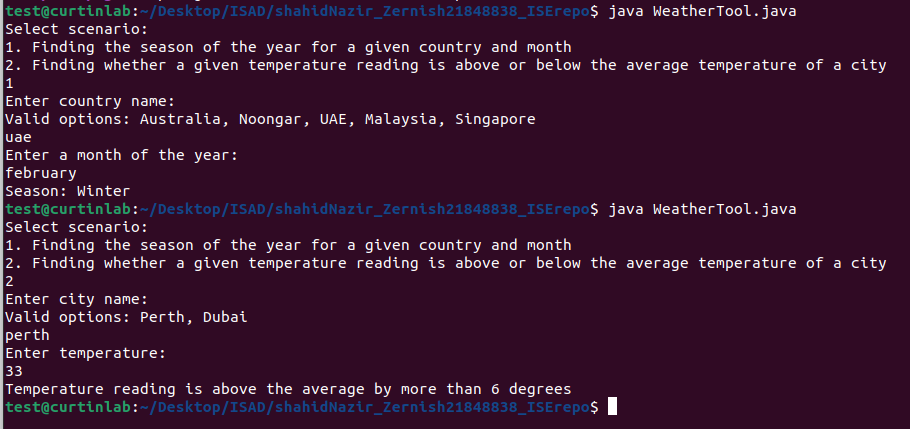 test@curtinlab:~/Desktop/ISAD/shahidNazir_Zernish21848838_ISErepo$ java WeatherTool.java
Select scenario:
1. Finding the season of the year for a given country and month
2. Finding whether a given temperature reading is above or below the average temperature of a city
1
Enter country name:
Valid options: Australia, Noongar, UAE, Malaysia, Singapore
uae
Enter a month of the year:
february
Season: Winter
test@curtinlab:~/Desktop/ISAD/shahidNazir_Zernish21848838_ISErepo$ java WeatherTool.java
Select scenario:
1. Finding the season of the year for a given country and month
2. Finding whether a given temperature reading is above or below the average temperature of a city
2
Enter city name:
Valid options: Perth, Dubai
perth
Enter temperature:
33
Temperature reading is above the average by more than 6 degrees
test@curtinlab:~/Desktop/ISAD/shahidNazir_Zernish21848838_ISErepo$